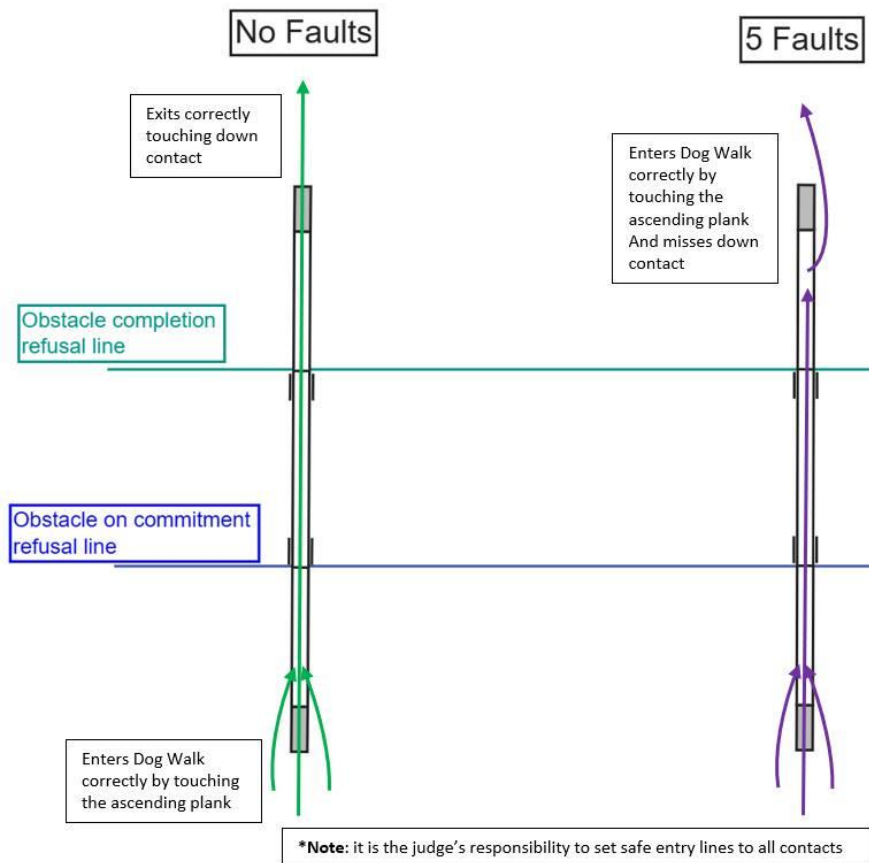 No Faults
5 Faults
Exits correctly
touching down
contact
Enters Dog Walk
correctly by
touching the
ascending plank
And misses down
contact
Obstacle completion
refusal line
Obstacle on commitment
refusal line
Enters Dog Walk
correctly by touching
the ascending plank
*Note: it is the judge's responsibility to set safe entry lines to all contacts